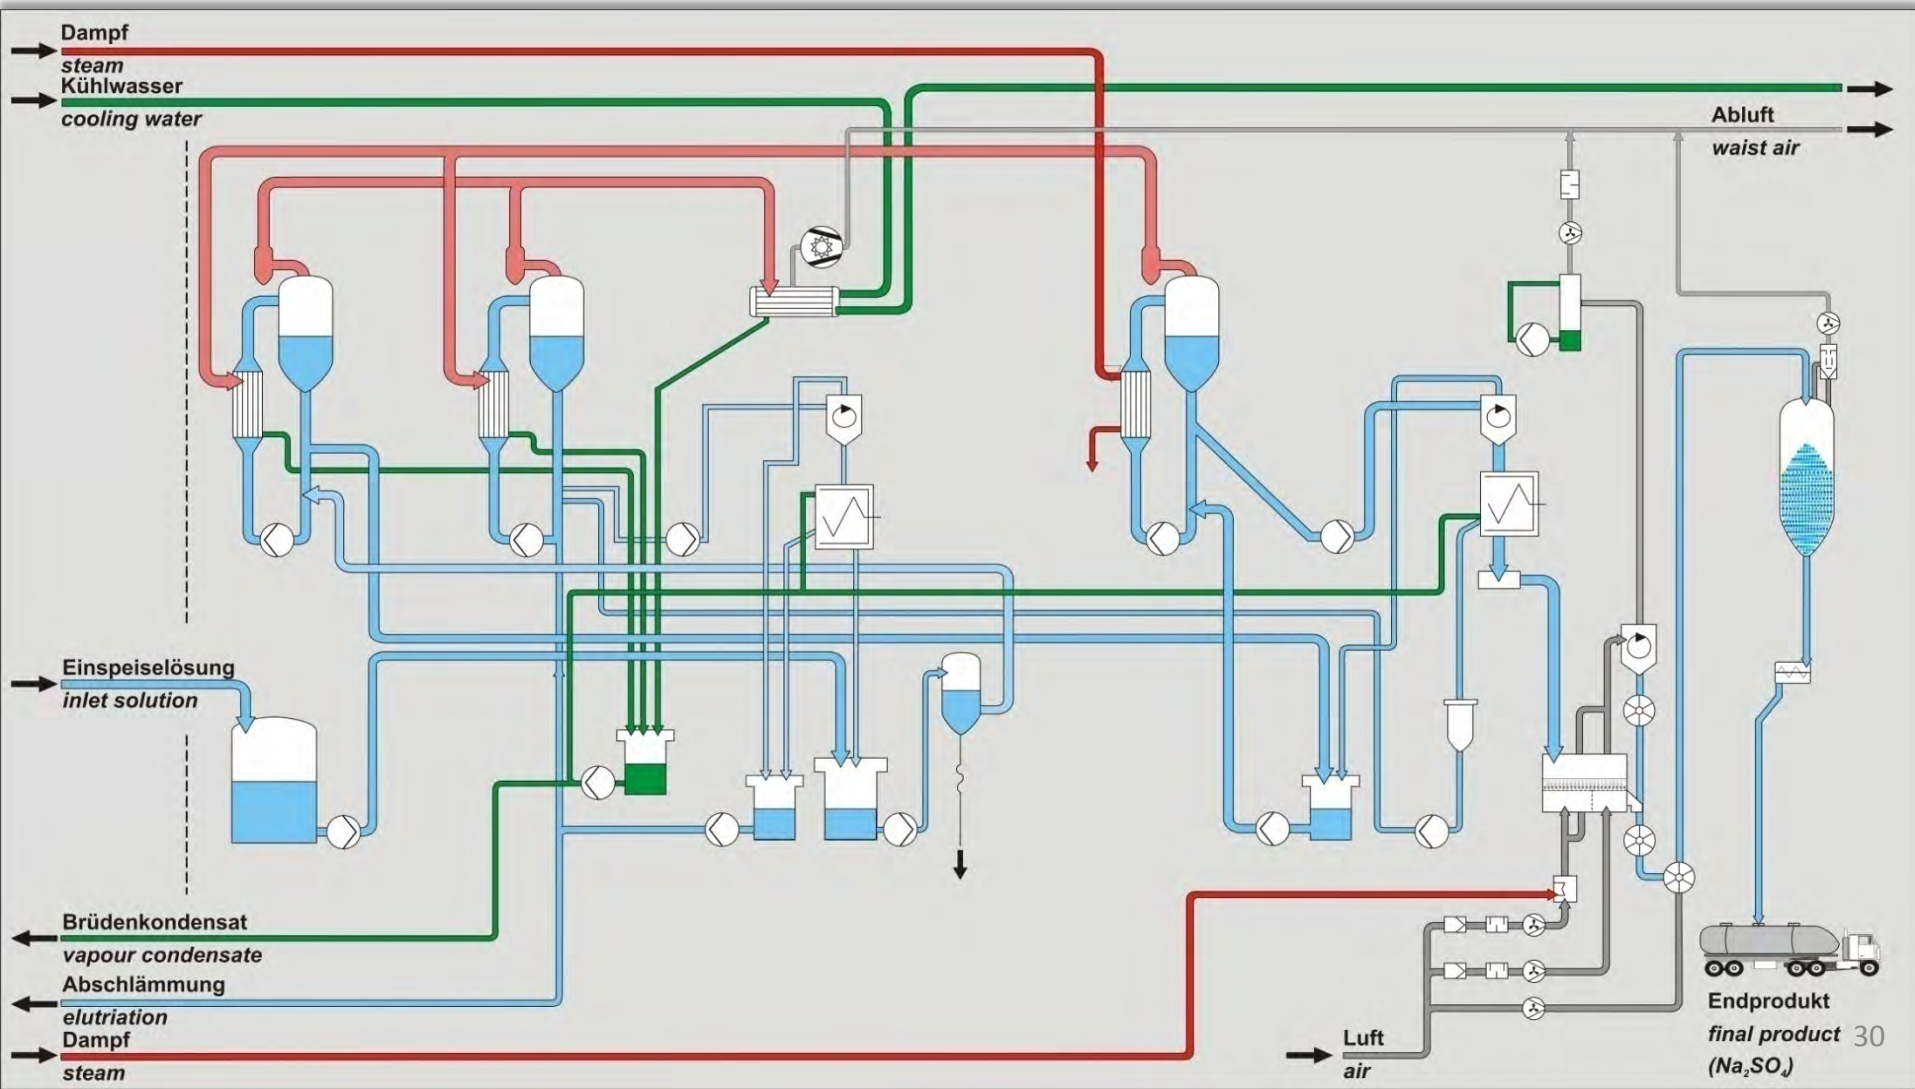 Dampf
steam
Kühlwasser
cooling water
Abluft
waist air
Einspeiselösung
inlet solution
Brüdenkondensat
vapour condensate
Abschlämmung
elutriation
Dampf
steam
Luft
air
Endprodukt
final product
(Na₂SO₄)
30